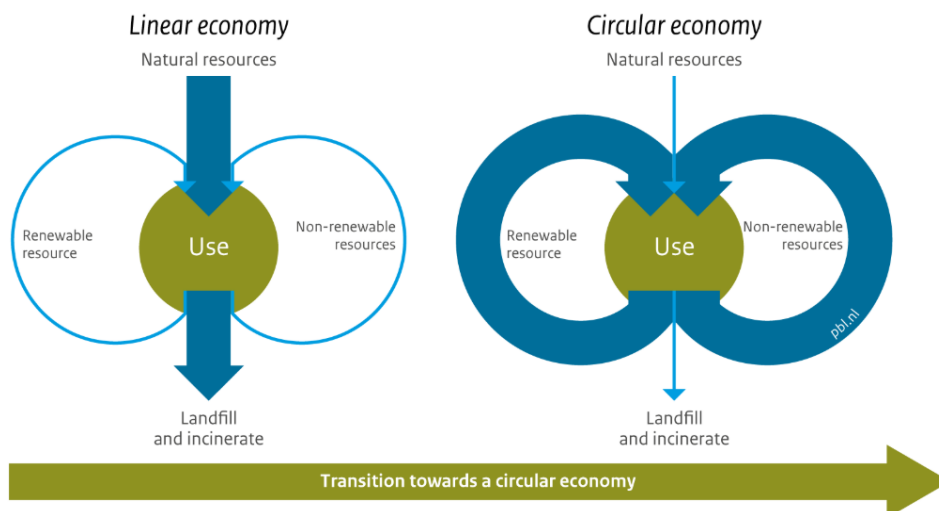 Linear economy
Natural resources
Renewable
resource
Use
Non-renewable
resources
Landfill
and incinerate
Circular economy
Natural resources
Renewable
resource
Use
Non-renewable
resources
pbl.nl
Landfill
and incinerate
Transition towards a circular economy